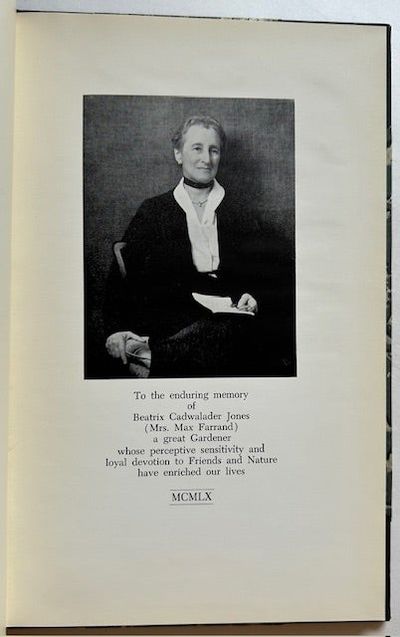 To the enduring memory
of
Beatrix Cadwalader Jones
(Mrs. Max Farrand)
a great Gardener
whose perceptive sensitivity and
loyal devotion to Friends and Nature
have enriched our lives
MCMLX